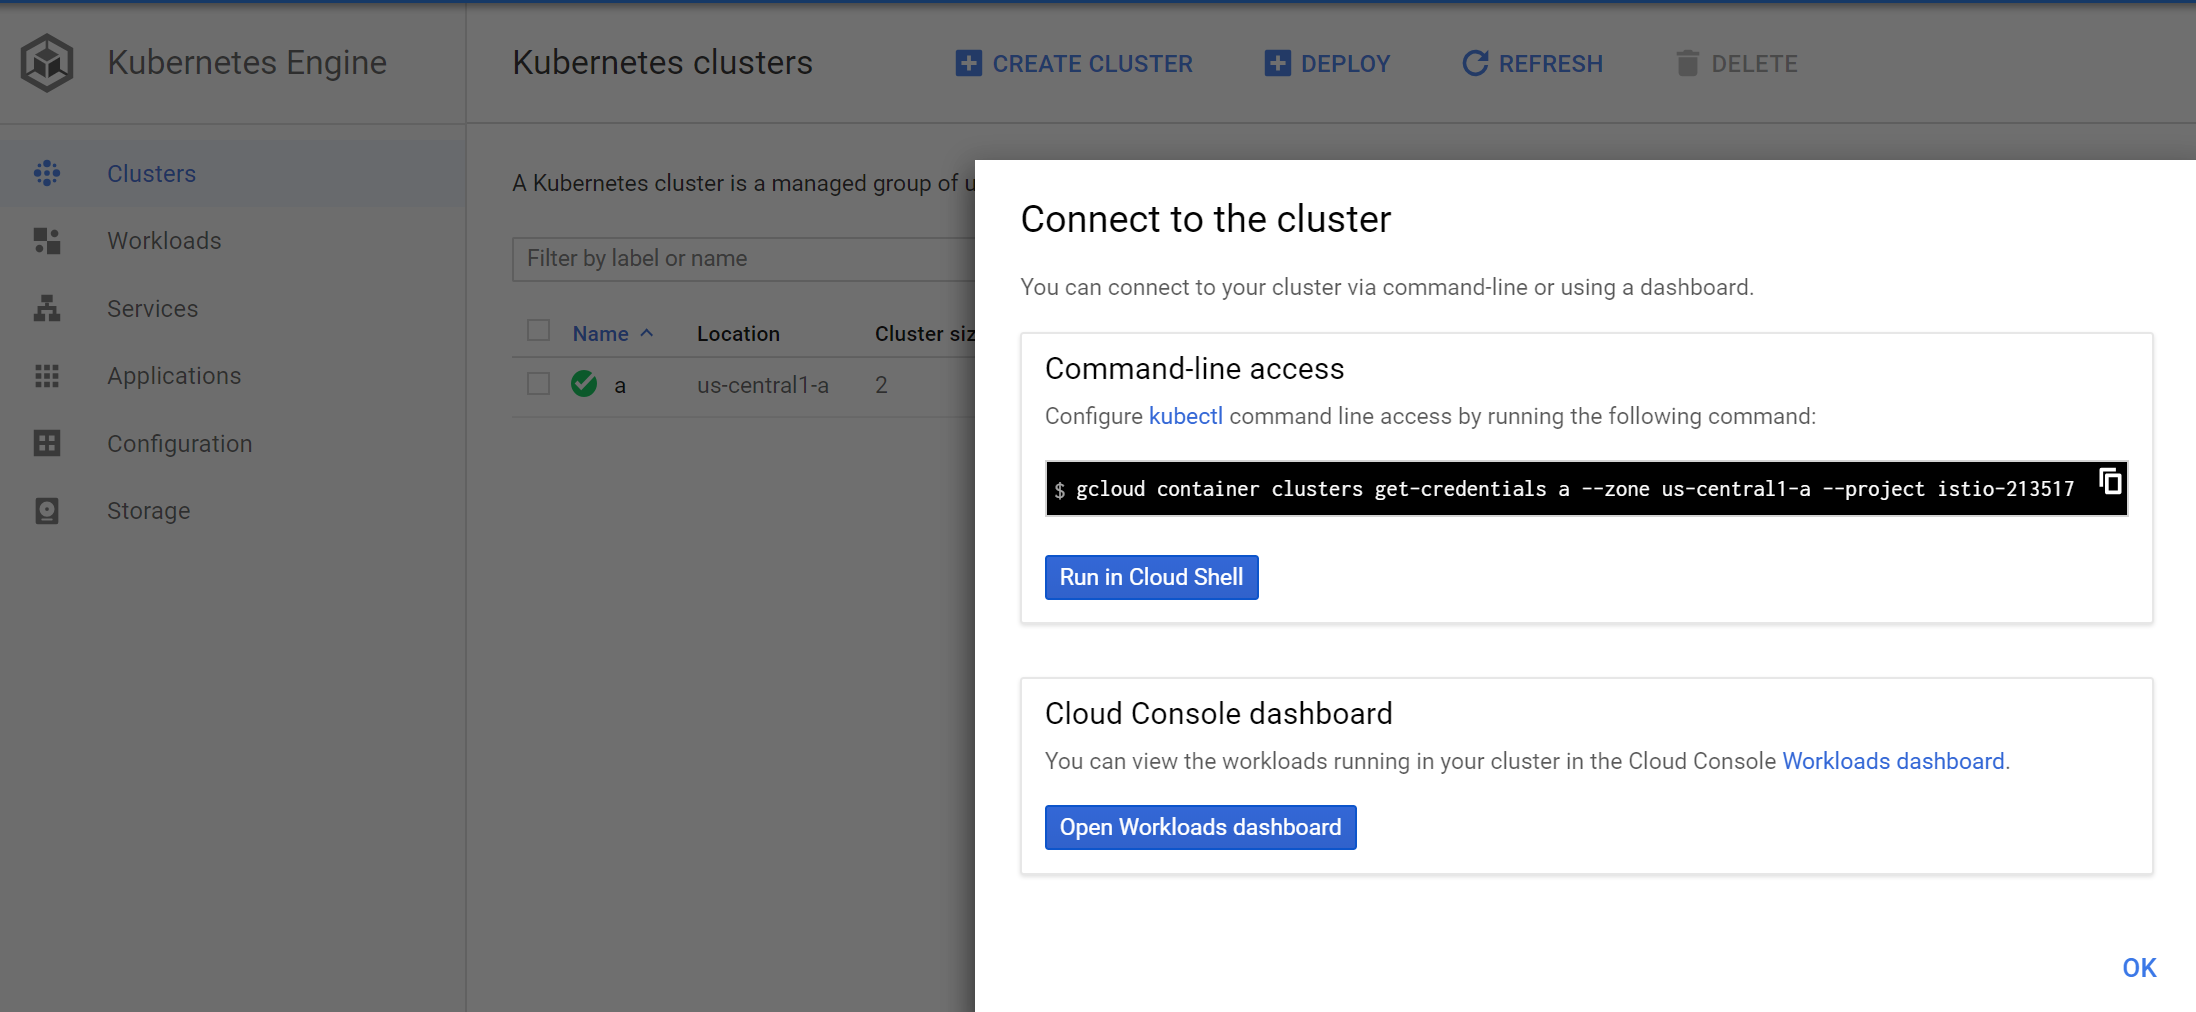 Kubernetes Engine
Kubernetes clusters
CREATE CLUSTER
DEPLOY
REFRESH
DELETE
Clusters
Workloads
Services
Applications
Configuration
Storage
A Kubernetes cluster is a managed group of
Filter by label or name
Name Location Cluster siz
a us-central1-a 2
Connect to the cluster
You can connect to your cluster via command-line or using a dashboard.
Command-line access
Configure kubectl command line access by running the following command:
$ gcloud container clusters get-credentials a --zone us-central1-a --project istio-213517
Run in Cloud Shell
Cloud Console dashboard
You can view the workloads running in your cluster in the Cloud Console Workloads dashboard.
Open Workloads dashboard
OK